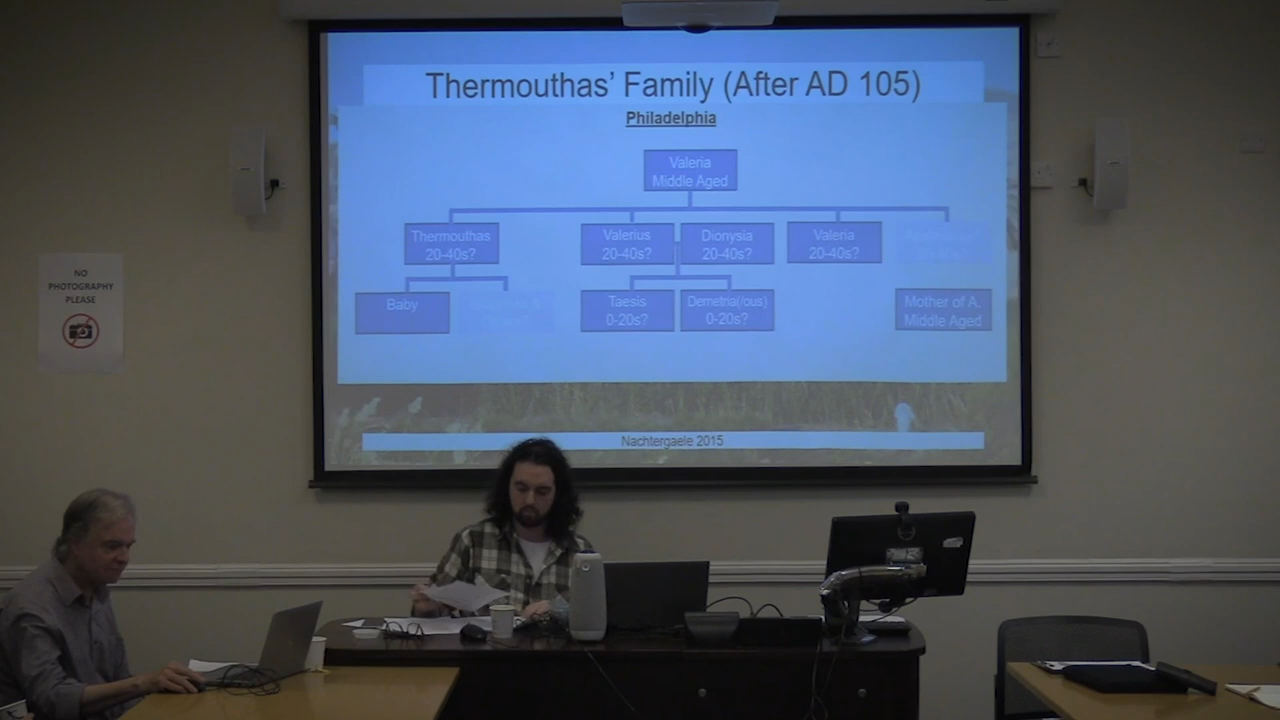 Thermouthas' Family (After AD 105)
Philadelphia
Valeria
Middle Aged
Thermouthas
20-40s?
Valerius
20-40s?
Dionysia
20-40s?
Valeria
20-40s?
Baby
Taesis
0-20s?
Demetria(/ous)
0-20s?
Mother of A.
Middle Aged
Nachtergaele 2015
NO
PHOTOGRAPHY
PLEASE